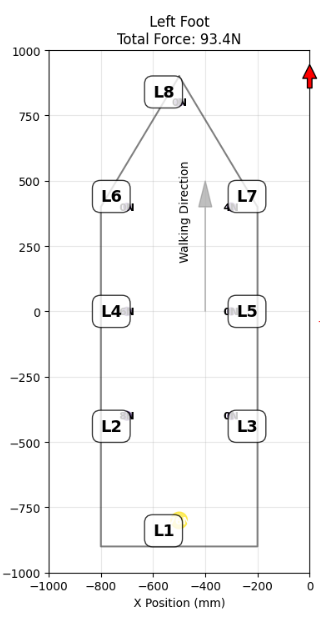 Left Foot
Total Force: 93.4N
1000
750
500
250
0
−250
−500
−750
−1000
L8
L6
L7
Walking Direction
L4
L5
L2
L3
L1
−1000
−800
−600
−400
−200
0
X Position (mm)